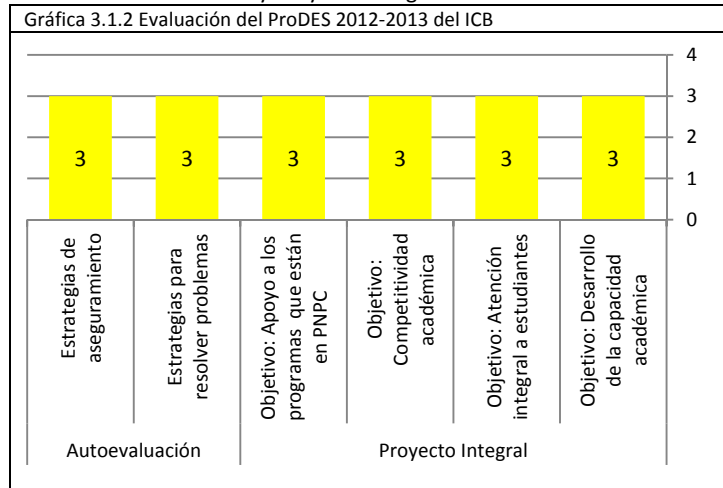 Gráfica 3.1.2 Evaluación del ProDES 2012-2013 del ICB
4
3
2
1
0
3 3 3 3 3 3
Estrategias de
aseguramiento
Estrategias para
resolver problemas
Objetivo: Apoyo a los
programas que están
en PNPC
Objetivo:
Competitividad
académica
Objetivo: Atención
integral a estudiantes
Objetivo: Desarrollo
de la capacidad
académica
Autoevaluación Proyecto Integral